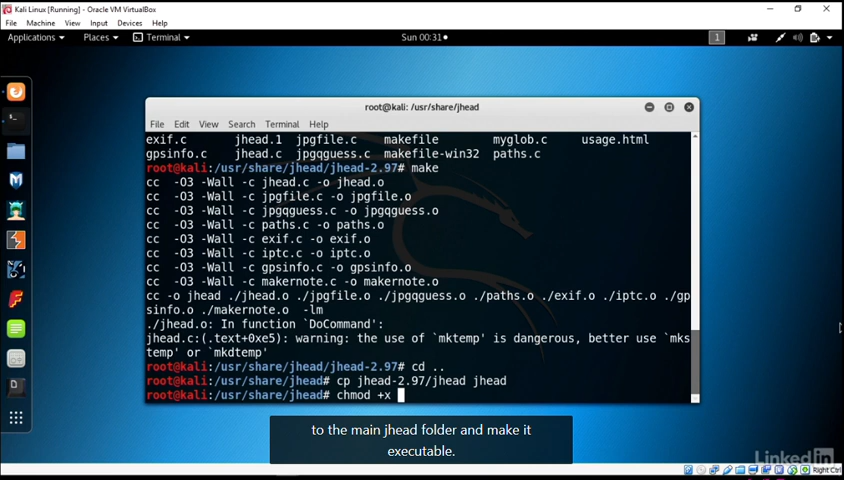 Kali Linux [Running] - Oracle VM VirtualBox
File Machine View Input Devices Help
Applications Places Terminal Sun 00:31 1
root@kali: /usr/share/jhead
File Edit View Search Terminal Help
exif.c jhead.1 jpgfile.c makefile myglob.c usage.html
gpsinfo.c jhead.c jpgqguess.c makefile-win32 paths.c
root@kali:/usr/share/jhead/jhead-2.97# make
cc -O3 -Wall -c jhead.c -o jhead.o
cc -O3 -Wall -c jpgfile.c -o jpgfile.o
cc -O3 -Wall -c jpgqguess.c -o jpgqguess.o
cc -O3 -Wall -c paths.c -o paths.o
cc -O3 -Wall -c exif.c -o exif.o
cc -O3 -Wall -c iptc.c -o iptc.o
cc -O3 -Wall -c gpsinfo.c -o gpsinfo.o
cc -O3 -Wall -c makernote.c -o makernote.o
cc -o jhead ./jhead.o ./jpgfile.o ./jpgqguess.o ./paths.o ./exif.o ./iptc.o ./gp
sinfo.o ./makernote.o -lm
./jhead.o: In function `DoCommand':
jhead.c:(.text+0xe5): warning: the use of `mktemp' is dangerous, better use `mks
temp' or `mkdtemp'
root@kali:/usr/share/jhead/jhead-2.97# cd ..
root@kali:/usr/share/jhead# cp jhead-2.97/jhead jhead
root@kali:/usr/share/jhead# chmod +x
to the main jhead folder and make it
executable.
LinkedIn
Right Ctrl